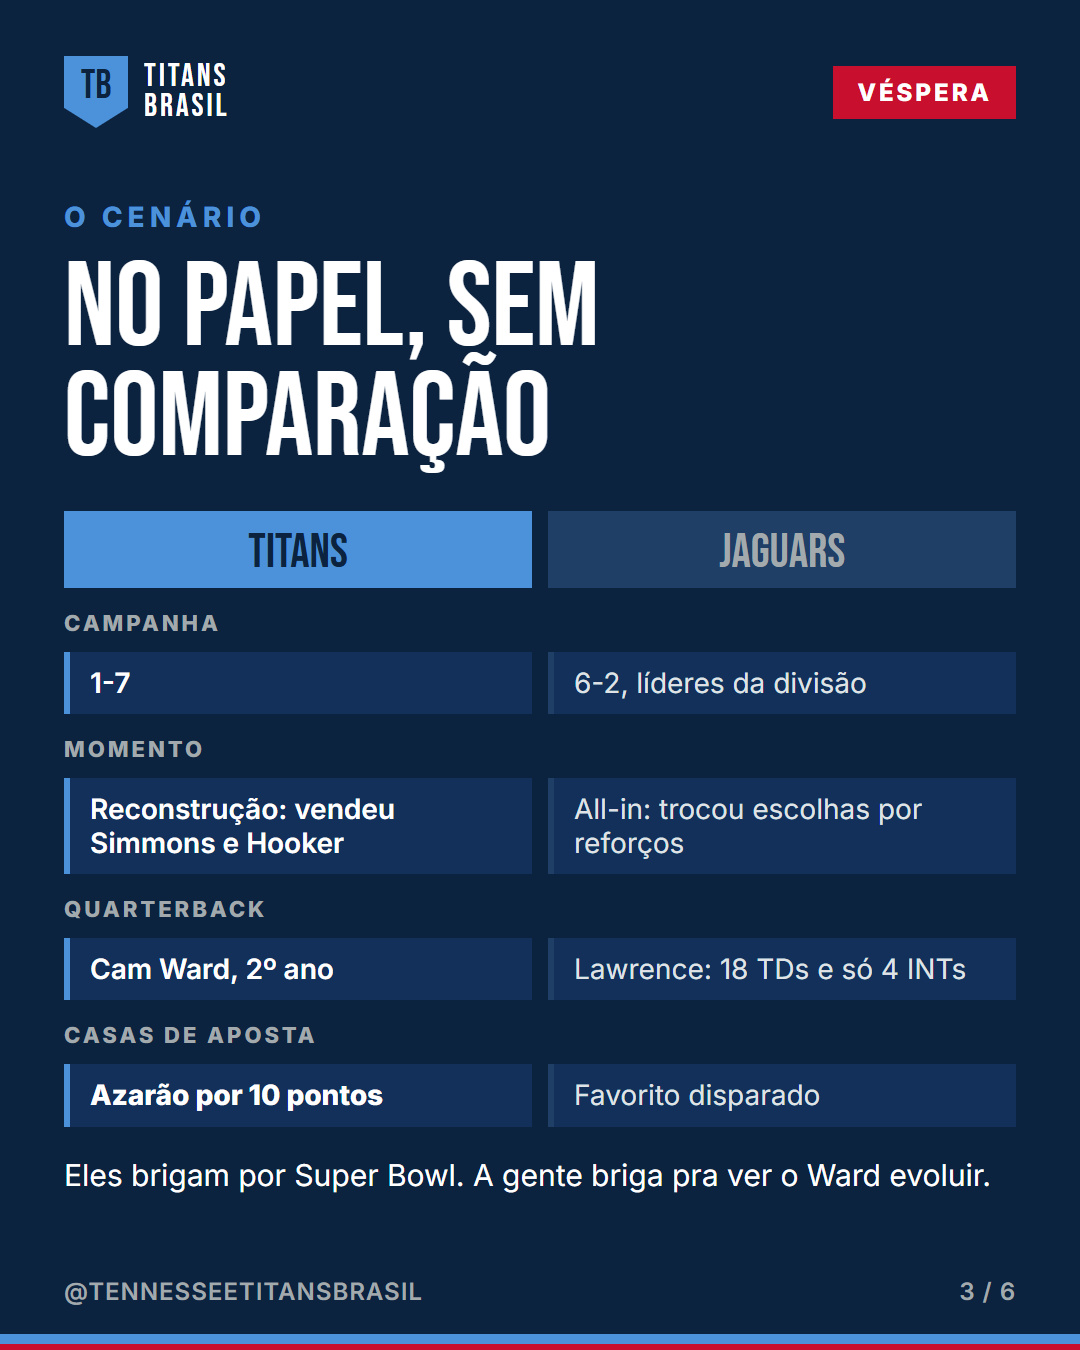 TB
TITANS
BRASIL
VÉSPERA
O CENÁRIO
NO PAPEL, SEM
COMPARAÇÃO
TITANS
JAGUARS
CAMPANHA
1-7
6-2, líderes da divisão
MOMENTO
Reconstrução: vendeu
Simmons e Hooker
All-in: trocou escolhas por
reforços
QUARTERBACK
Cam Ward, 2º ano
Lawrence: 18 TDs e só 4 INTs
CASAS DE APOSTA
Azarão por 10 pontos
Favorito disparado
Eles brigam por Super Bowl. A gente briga pra ver o Ward evoluir.
@TENNESSEETITANSBRASIL
3 / 6